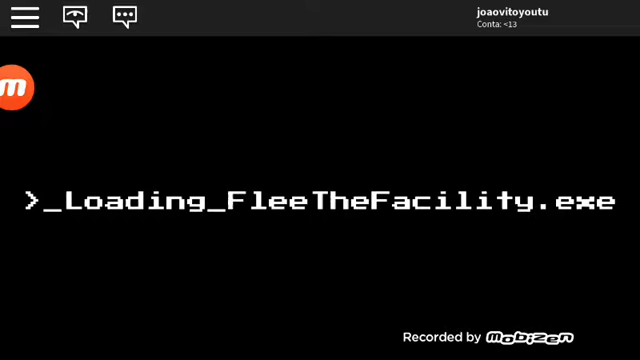 joaovitoyoutu
Conta: <13
m
>_Loading_FleeTheFacility.exe
Recorded by mobizen